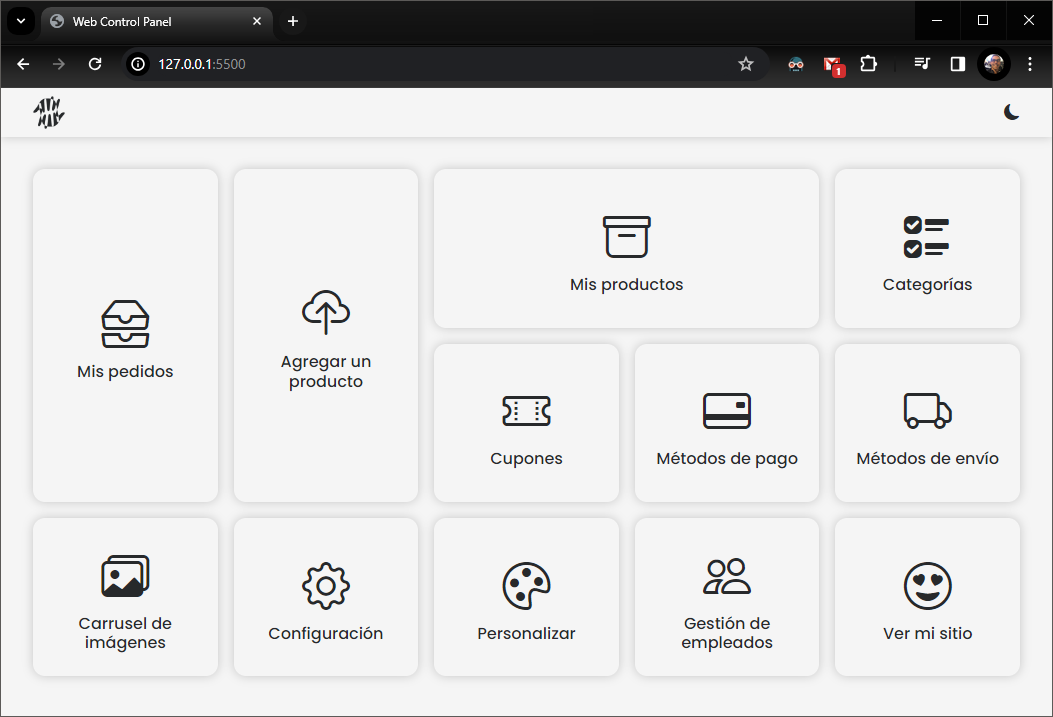 Web Control Panel
127.0.0.1:5500
1
Mis pedidos
Agregar un
producto
Mis productos
Categorías
Cupones
Métodos de pago
Métodos de envío
Carrusel de
imágenes
Configuración
Personalizar
Gestión de
empleados
Ver mi sitio